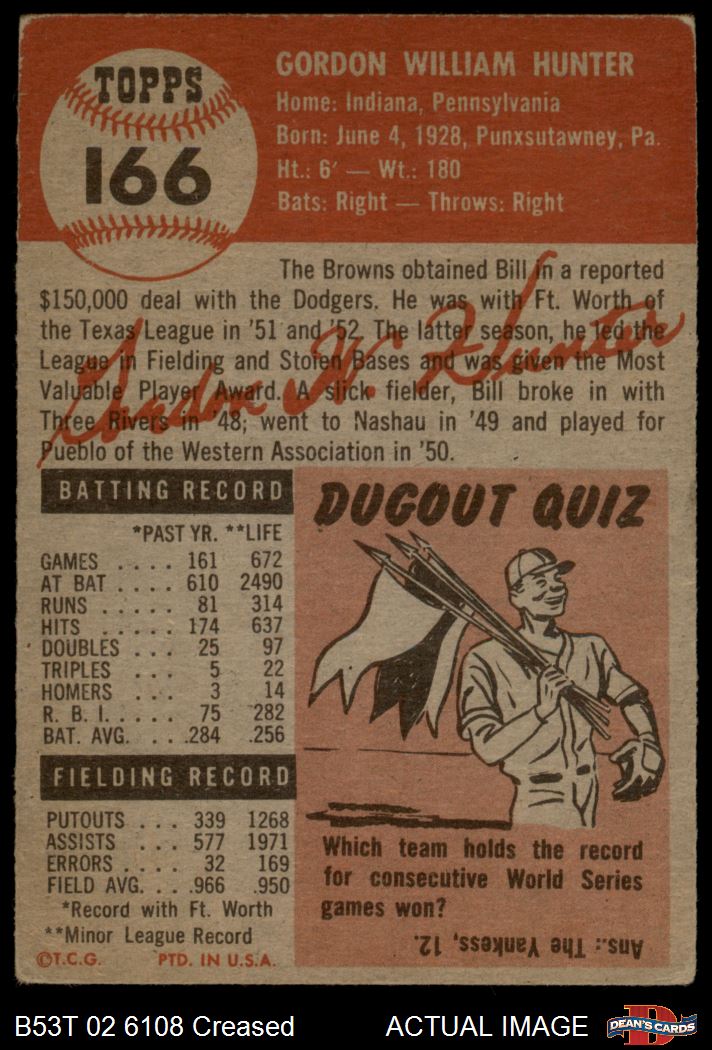 TOPPS
166
GORDON WILLIAM HUNTER
Home: Indiana, Pennsylvania
Born: June 4, 1928, Punxsutawney, Pa.
Ht.: 6' — Wt.: 180
Bats: Right — Throws: Right
The Browns obtained Bill in a reported
$150,000 deal with the Dodgers. He was with Ft. Worth of
the Texas League in '51 and '52. The latter season, he led the
League in Fielding and Stolen Bases and was given the Most
Valuable Player Award. A slick fielder, Bill broke in with
Three Rivers in '48; went to Nashau in '49 and played for
Pueblo of the Western Association in '50.
Gordon W. Hunter
BATTING RECORD
*PAST YR. **LIFE
GAMES .... 161 672
AT BAT .... 610 2490
RUNS ..... 81 314
HITS ..... 174 637
DOUBLES ... 25 97
TRIPLES ... 5 22
HOMERS ... 3 14
R. B. I. .... 75 282
BAT. AVG. ... .284 .256
FIELDING RECORD
PUTOUTS ... 339 1268
ASSISTS ... 577 1971
ERRORS ... 32 169
FIELD AVG. ... .966 .950
*Record with Ft. Worth
**Minor League Record
©T.C.G. PTD. IN U.S.A.
DUGOUT QUIZ
Which team holds the record
for consecutive World Series
games won?
Ans.: The Yankess, 12.
B53T 02 6108 Creased ACTUAL IMAGE
D
DEAN'S CARDS